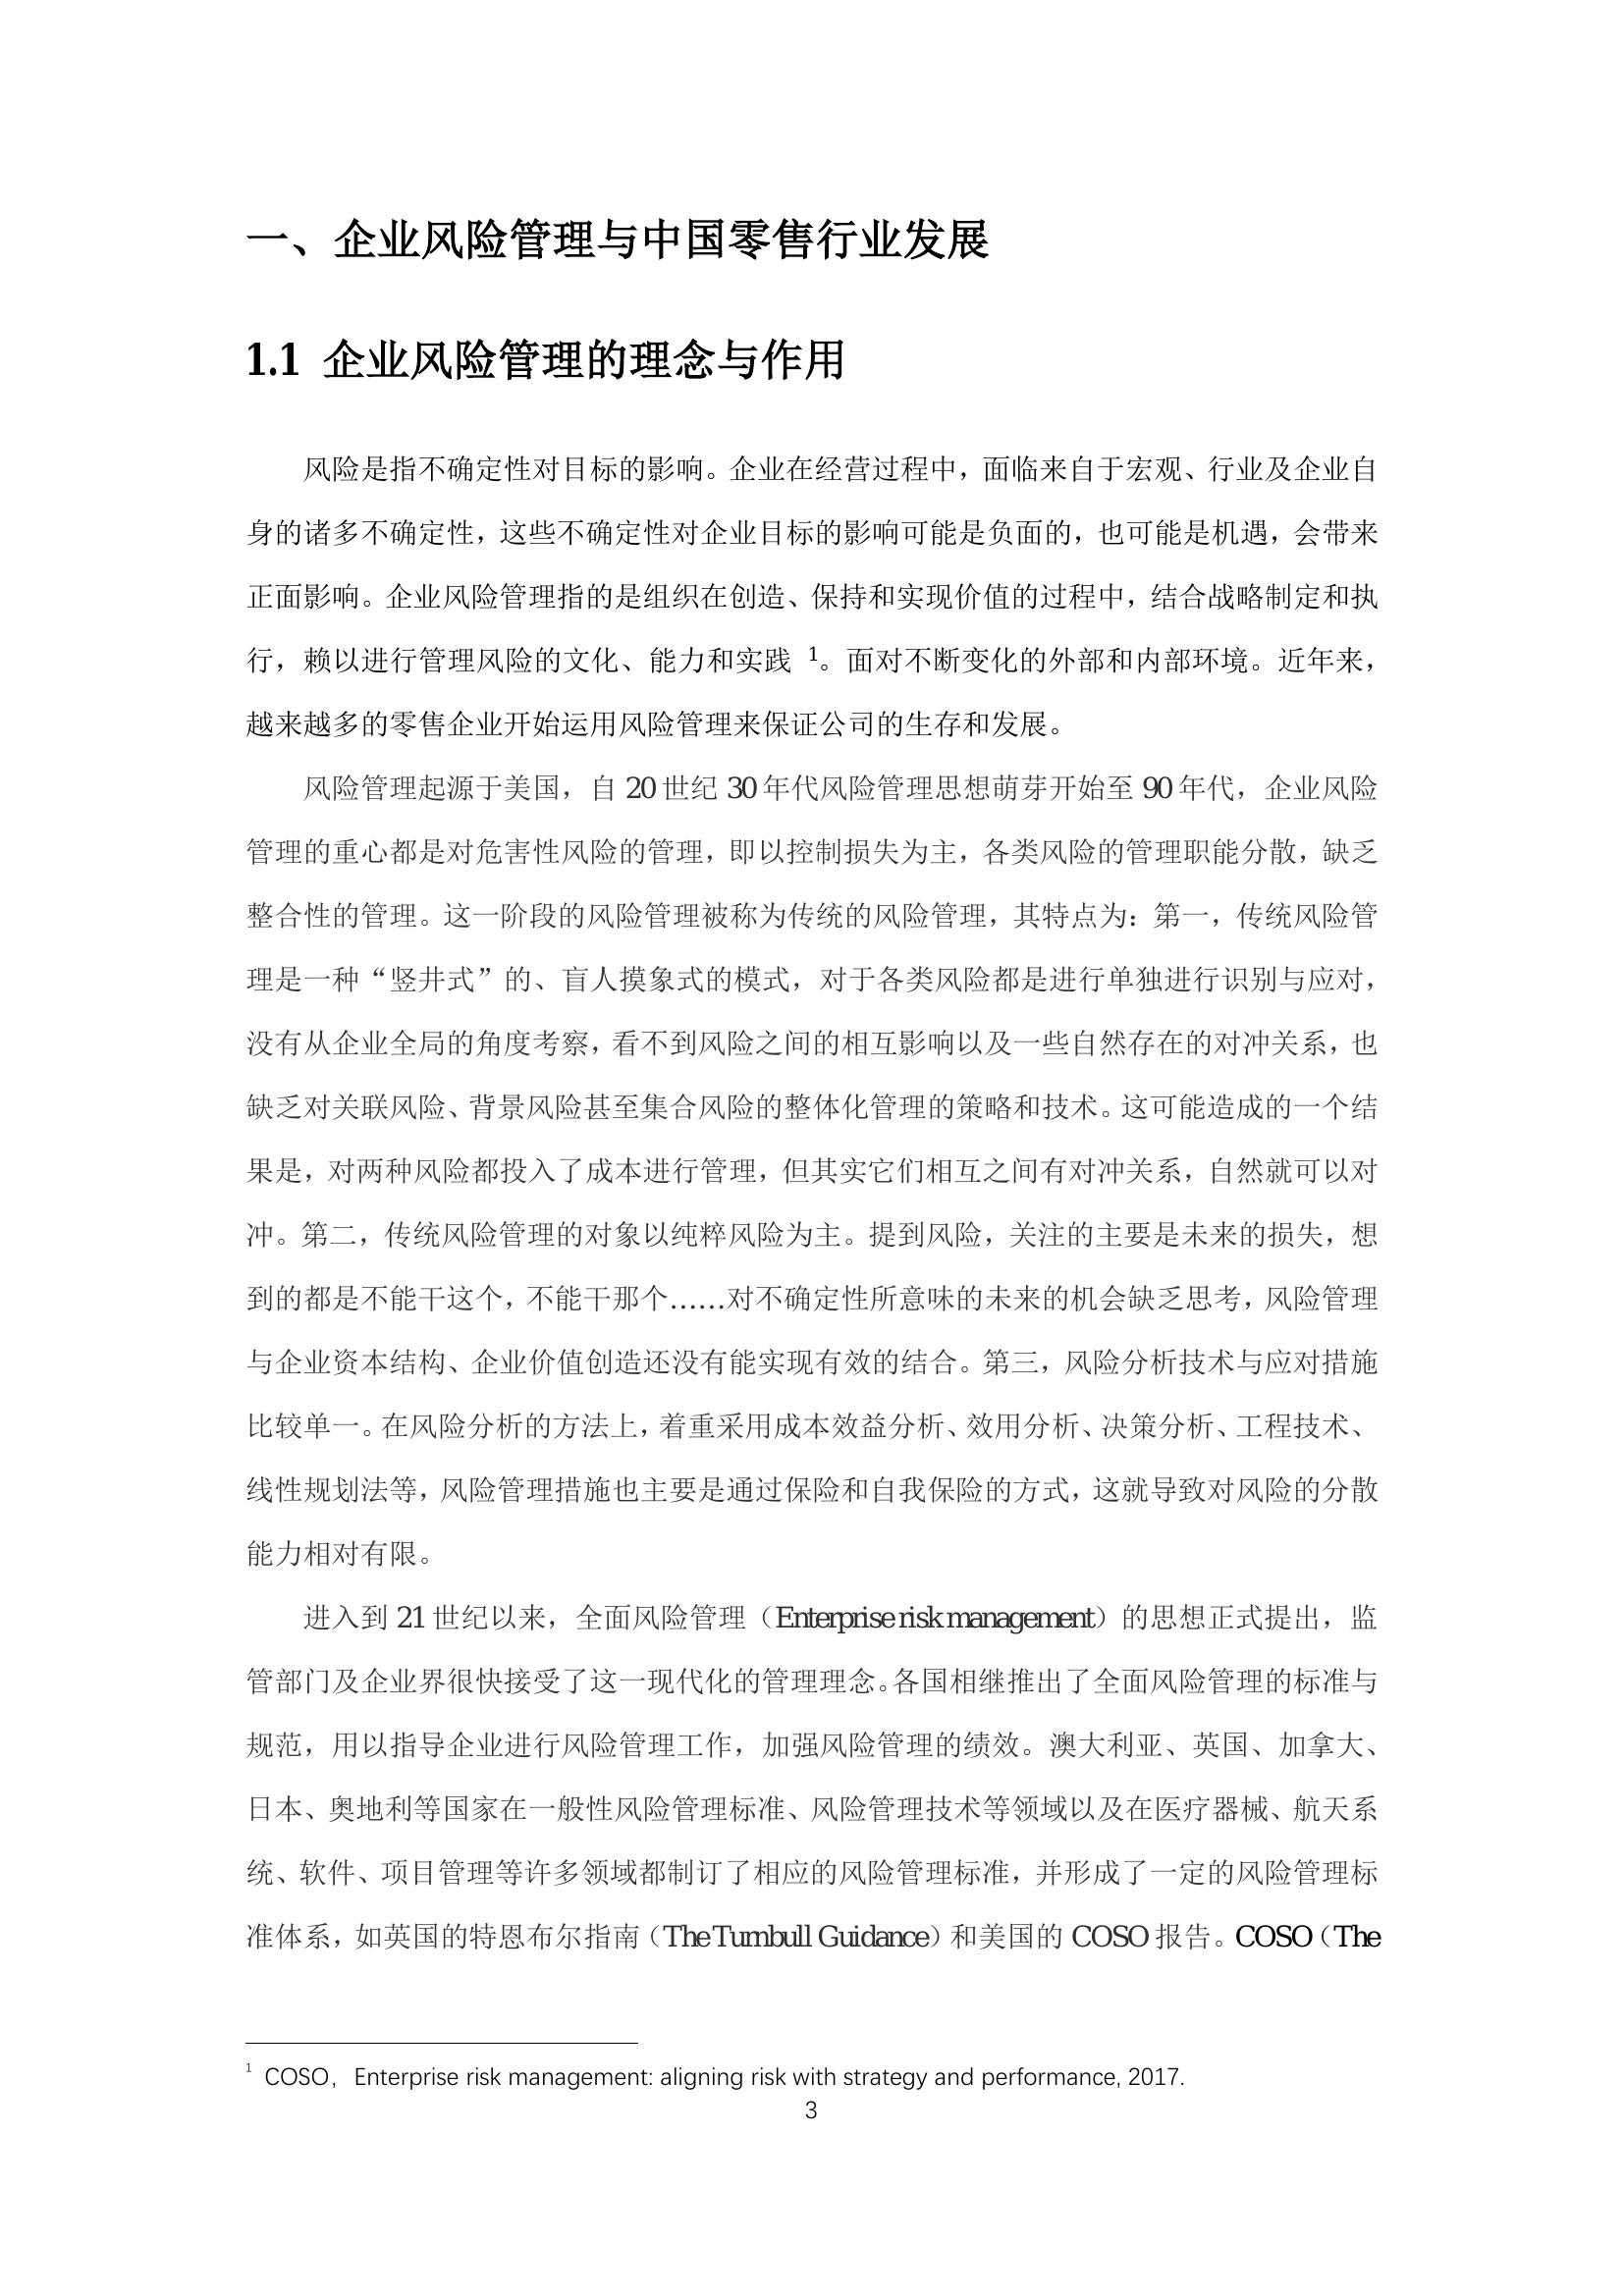 一、企业风险管理与中国零售行业发展
1.1 企业风险管理的理念与作用
风险是指不确定性对目标的影响。企业在经营过程中，面临来自于宏观、行业及企业自
身的诸多不确定性，这些不确定性对企业目标的影响可能是负面的，也可能是机遇，会带来
正面影响。企业风险管理指的是组织在创造、保持和实现价值的过程中，结合战略制定和执
行，赖以进行管理风险的文化、能力和实践 ¹。面对不断变化的外部和内部环境。近年来，
越来越多的零售企业开始运用风险管理来保证公司的生存和发展。
风险管理起源于美国，自 20 世纪 30 年代风险管理思想萌芽开始至 90 年代，企业风险
管理的重心都是对危害性风险的管理，即以控制损失为主，各类风险的管理职能分散，缺乏
整合性的管理。这一阶段的风险管理被称为传统的风险管理，其特点为：第一，传统风险管
理是一种“竖井式”的、盲人摸象式的模式，对于各类风险都是进行单独进行识别与应对，
没有从企业全局的角度考察，看不到风险之间的相互影响以及一些自然存在的对冲关系，也
缺乏对关联风险、背景风险甚至集合风险的整体化管理的策略和技术。这可能造成的一个结
果是，对两种风险都投入了成本进行管理，但其实它们相互之间有对冲关系，自然就可以对
冲。第二，传统风险管理的对象以纯粹风险为主。提到风险，关注的主要是未来的损失，想
到的都是不能干这个，不能干那个……对不确定性所意味的未来的机会缺乏思考，风险管理
与企业资本结构、企业价值创造还没有能实现有效的结合。第三，风险分析技术与应对措施
比较单一。在风险分析的方法上，着重采用成本效益分析、效用分析、决策分析、工程技术、
线性规划法等，风险管理措施也主要是通过保险和自我保险的方式，这就导致对风险的分散
能力相对有限。
进入到 21 世纪以来，全面风险管理（Enterprise risk management）的思想正式提出，监
管部门及企业界很快接受了这一现代化的管理理念。各国相继推出了全面风险管理的标准与
规范，用以指导企业进行风险管理工作，加强风险管理的绩效。澳大利亚、英国、加拿大、
日本、奥地利等国家在一般性风险管理标准、风险管理技术等领域以及在医疗器械、航天系
统、软件、项目管理等许多领域都制订了相应的风险管理标准，并形成了一定的风险管理标
准体系，如英国的特恩布尔指南（The Turnbull Guidance）和美国的 COSO 报告。COSO（The
¹ COSO，Enterprise risk management: aligning risk with strategy and performance, 2017.
3